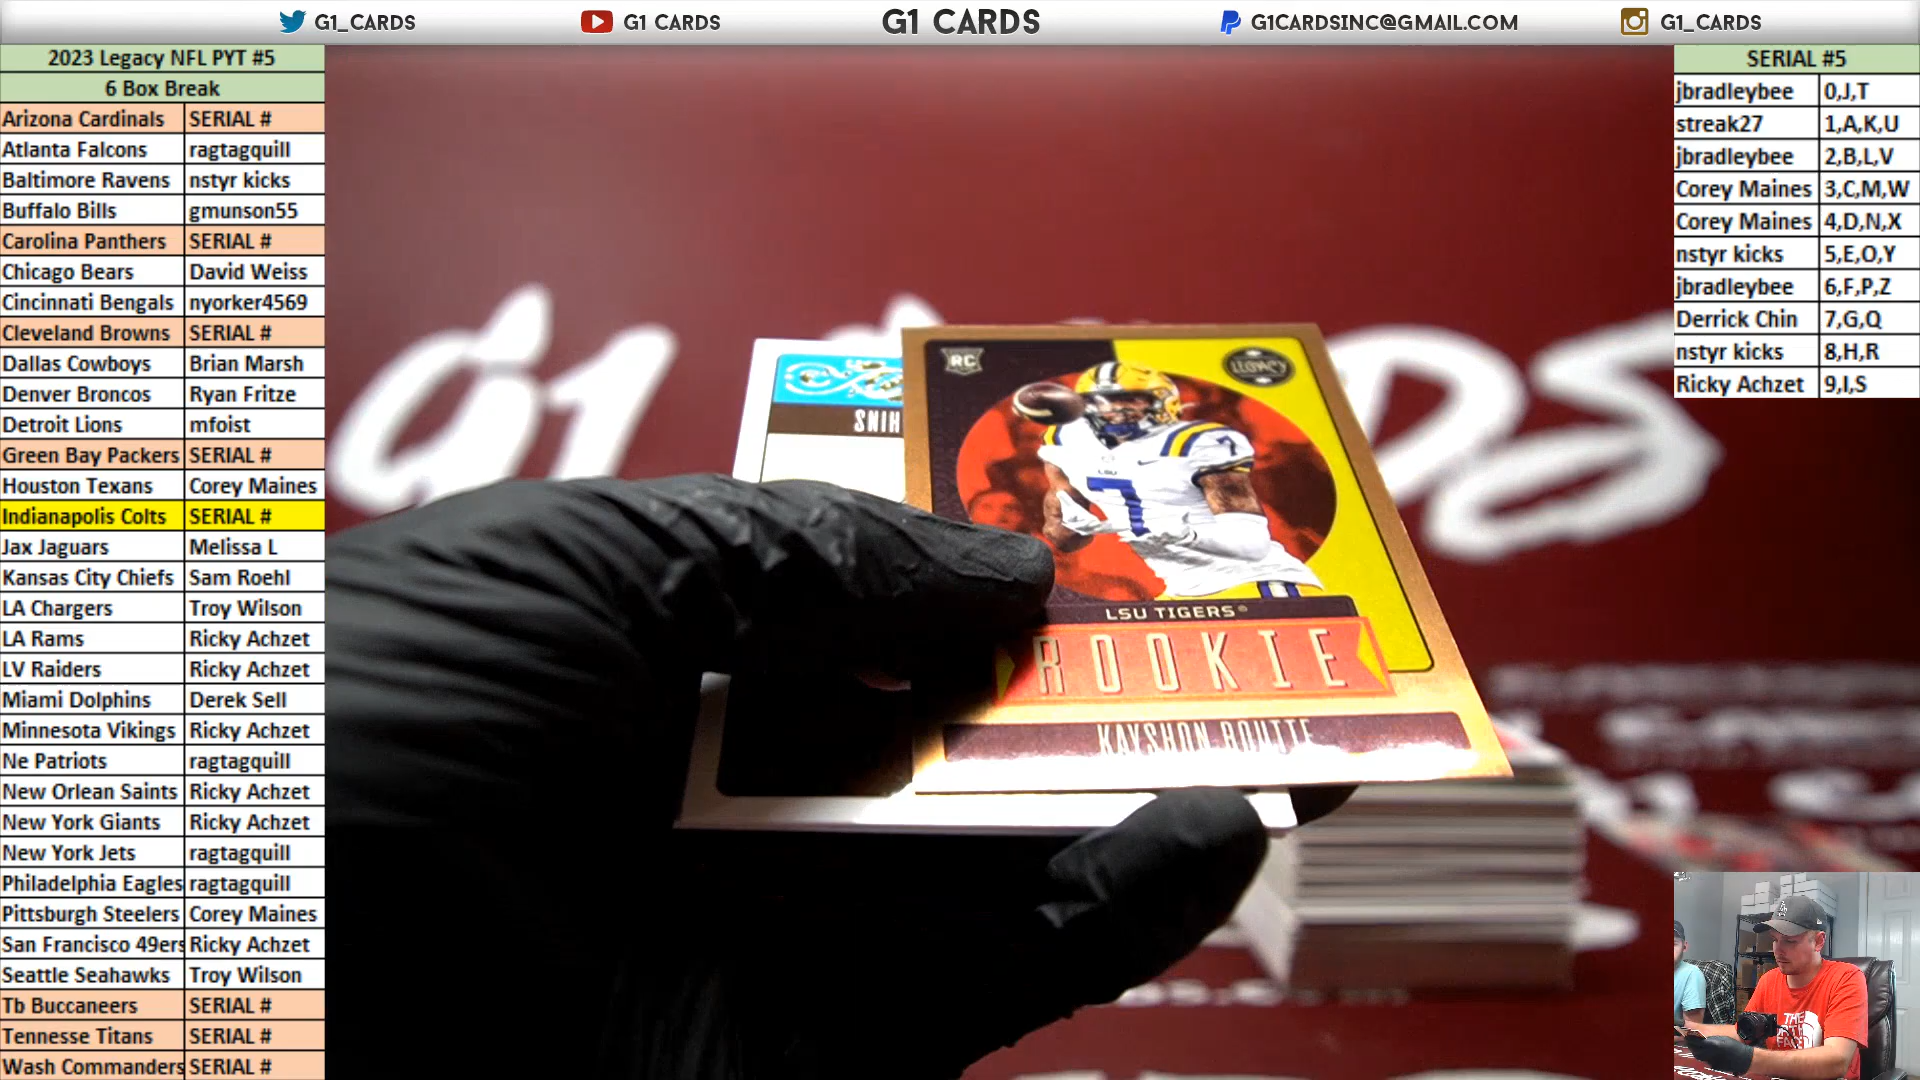 G1_CARDS
G1 CARDS
G1 CARDS
G1CARDSINC@GMAIL.COM
G1_CARDS
2023 Legacy NFL PYT #5
6 Box Break
Arizona Cardinals SERIAL #
Atlanta Falcons ragtagquill
Baltimore Ravens nstyr kicks
Buffalo Bills gmunson55
Carolina Panthers SERIAL #
Chicago Bears David Weiss
Cincinnati Bengals nyorker4569
Cleveland Browns SERIAL #
Dallas Cowboys Brian Marsh
Denver Broncos Ryan Fritze
Detroit Lions mfoist
Green Bay Packers SERIAL #
Houston Texans Corey Maines
Indianapolis Colts SERIAL #
Jax Jaguars Melissa L
Kansas City Chiefs Sam Roehl
LA Chargers Troy Wilson
LA Rams Ricky Achzet
LV Raiders Ricky Achzet
Miami Dolphins Derek Sell
Minnesota Vikings Ricky Achzet
Ne Patriots ragtagquill
New Orlean Saints Ricky Achzet
New York Giants Ricky Achzet
New York Jets ragtagquill
Philadelphia Eagles ragtagquill
Pittsburgh Steelers Corey Maines
San Francisco 49ers Ricky Achzet
Seattle Seahawks Troy Wilson
Tb Buccaneers SERIAL #
Tennesse Titans SERIAL #
Wash Commanders SERIAL #
SERIAL #5
jbradleybee 0,J,T
streak27 1,A,K,U
jbradleybee 2,B,L,V
Corey Maines 3,C,M,W
Corey Maines 4,D,N,X
nstyr kicks 5,E,O,Y
jbradleybee 6,F,P,Z
Derrick Chin 7,G,Q
nstyr kicks 8,H,R
Ricky Achzet 9,I,S
RC
LEGACY
7
LSU
7
LSU TIGERS®
ROOKIE
KAYSHON BOUTTE
THE
NORTH
FACE